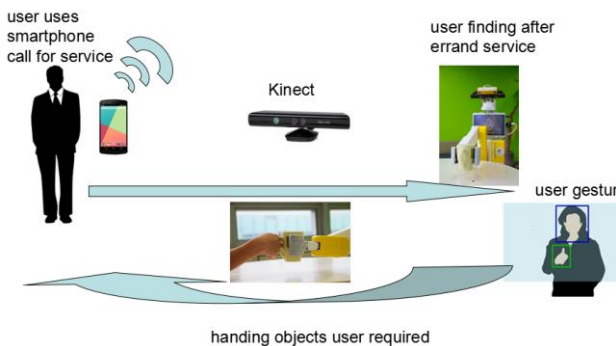 user uses
smartphone
call for service
Kinect
user finding after
errand service
user gestur
handing objects user required